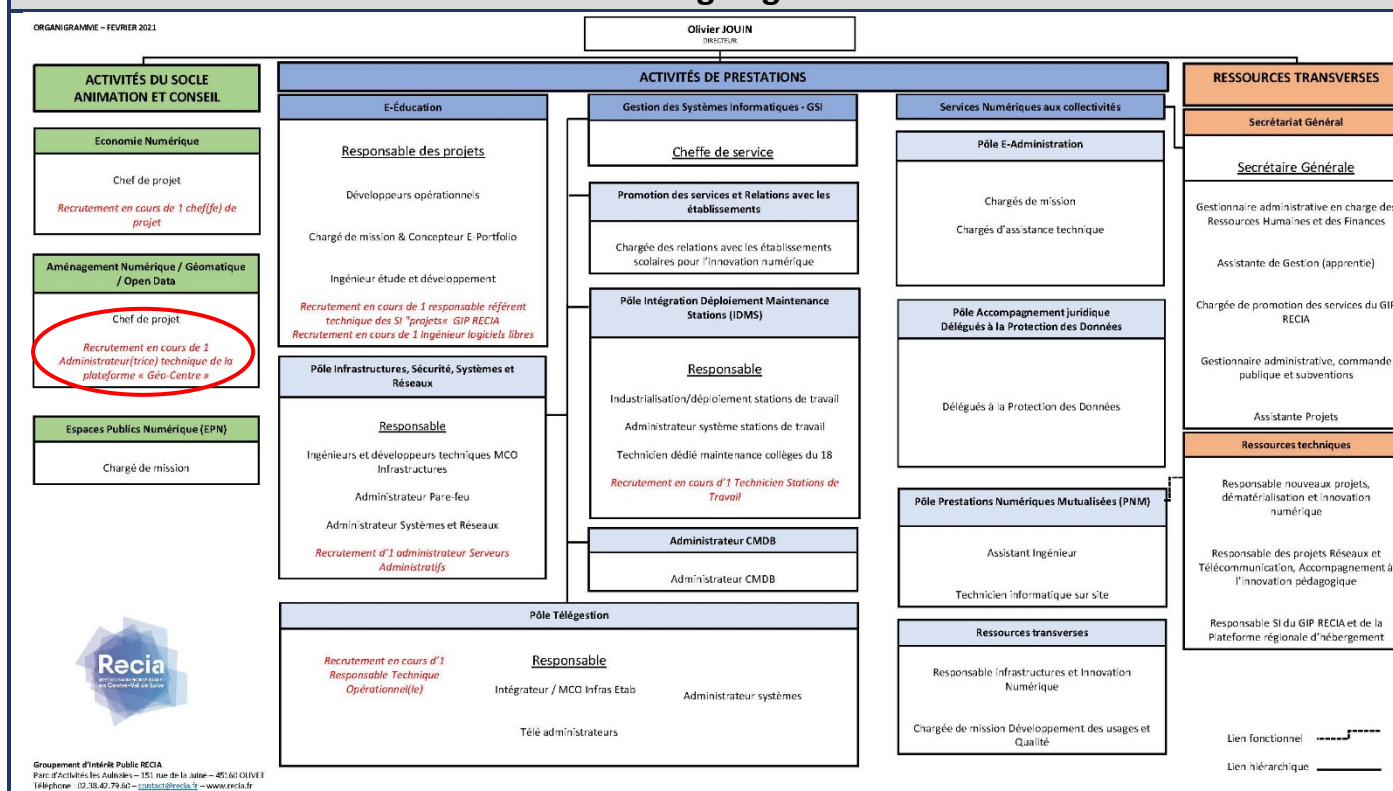 ORGANIGRAMME – FEVRIER 2021
Olivier JOUIN
DIRECTEUR
ACTIVITÉS DU SOCLE
ANIMATION ET CONSEIL
Economie Numérique
Chef de projet
Recrutement en cours de 1 chef(fe) de
projet
Aménagement Numérique / Géomatique
/ Open Data
Chef de projet
Recrutement en cours de 1
Administrateur(trice) technique de la
plateforme « Géo-Centre »
Espaces Publics Numérique (EPN)
Chargé de mission
ACTIVITÉS DE PRESTATIONS
E-Éducation
Responsable des projets
Développeurs opérationnels
Chargé de mission & Concepteur E-Portfolio
Ingénieur étude et développement
Recrutement en cours de 1 responsable référent
technique des SI "projets« GIP RECIA
Recrutement en cours de 1 Ingénieur logiciels libres
Pôle Infrastructures, Sécurité, Systèmes et
Réseaux
Responsable
Ingénieurs et développeurs techniques MCO
Infrastructures
Administrateur Pare-feu
Administrateur Systèmes et Réseaux
Recrutement d'1 administrateur Serveurs
Administratifs
Gestion des Systèmes Informatiques - GSI
Cheffe de service
Promotion des services et Relations avec les
établissements
Chargée des relations avec les établissements
scolaires pour l'innovation numérique
Pôle Intégration Déploiement Maintenance
Stations (IDMS)
Responsable
Industrialisation/déploiement stations de travail
Administrateur système stations de travail
Technicien dédié maintenance collèges du 18
Recrutement en cours d'1 Technicien Stations de
Travail
Administrateur CMDB
Administrateur CMDB
Pôle Télégestion
Recrutement en cours d'1
Responsable Technique
Opérationnel(le)
Responsable
Intégrateur / MCO Infras Etab
Télé administrateurs
Administrateur systèmes
Services Numériques aux collectivités
Pôle E-Administration
Chargés de mission
Chargés d'assistance technique
Pôle Accompagnement juridique
Délégués à la Protection des Données
Délégués à la Protection des Données
Pôle Prestations Numériques Mutualisées (PNM)
Assistant Ingénieur
Technicien informatique sur site
Ressources transverses
Responsable infrastructures et Innovation
Numérique
Chargée de mission Développement des usages et
Qualité
RESSOURCES TRANSVERSES
Secrétariat Général
Secrétaire Générale
Gestionnaire administrative en charge des
Ressources Humaines et des Finances
Assistante de Gestion (apprentie)
Chargée de promotion des services du GIP
RECIA
Gestionnaire administrative, commande
publique et subventions
Assistante Projets
Ressources techniques
Responsable nouveaux projets,
dématérialisation et innovation
numérique
Responsable des projets Réseaux et
Télécommunication, Accompagnement à
l'innovation pédagogique
Responsable SI du GIP RECIA et de la
Plateforme régionale d'hébergement
Lien fonctionnel
Lien hiérarchique
Recia
en Centre-Val de Loire
Groupement d'Intérêt Public RECIA
Parc d'Activités les Aulnaies – 151 rue de la Juine – 45160 OLIVET
Téléphone : 02.38.42.79.60 – contact@recia.fr – www.recia.fr